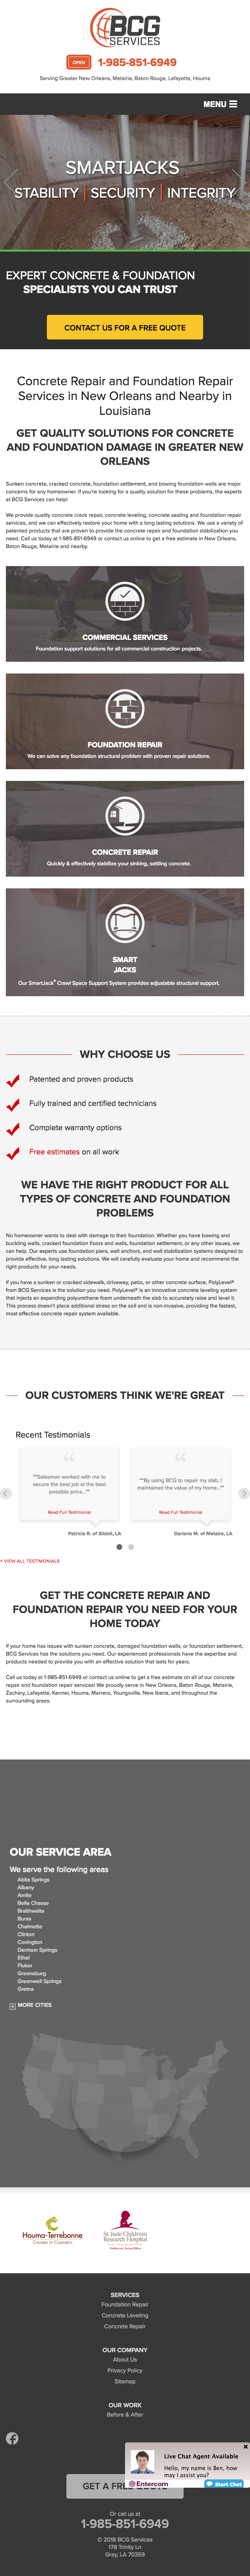 BCG
SERVICES
OPEN
1-985-851-6949
Serving Greater New Orleans, Metairie, Baton Rouge, Lafayette, Houma
MENU
SMARTJACKS
STABILITY | SECURITY | INTEGRITY
EXPERT CONCRETE & FOUNDATION
SPECIALISTS YOU CAN TRUST
CONTACT US FOR A FREE QUOTE
Concrete Repair and Foundation Repair
Services in New Orleans and Nearby in
Louisiana
GET QUALITY SOLUTIONS FOR CONCRETE
AND FOUNDATION DAMAGE IN GREATER NEW
ORLEANS
Sunken concrete, cracked concrete, foundation settlement, and bowing foundation walls are major
concerns for any homeowner. If you're looking for a quality solution for these problems, the experts
at BCG Services can help!
We provide quality concrete crack repair, concrete leveling, concrete sealing and foundation repair
services, and we can effectively restore your home with a long lasting solutions. We use a variety of
patented products that are proven to provide the concrete repair and foundation stabilization you
need. Call us today at 1-985-851-6949 or contact us online to get a free estimate in New Orleans,
Baton Rouge, Metairie and nearby.
COMMERCIAL SERVICES
Foundation support solutions for all commercial construction projects.
FOUNDATION REPAIR
We can solve any foundation structural problem with proven repair solutions.
CONCRETE REPAIR
Quickly & effectively stabilize your sinking, settling concrete.
SMART
JACKS
Our SmartJack® Crawl Space Support System provides adjustable structural support.
WHY CHOOSE US
Patented and proven products
Fully trained and certified technicians
Complete warranty options
Free estimates on all work
WE HAVE THE RIGHT PRODUCT FOR ALL
TYPES OF CONCRETE AND FOUNDATION
PROBLEMS
No homeowner wants to deal with damage to their foundation. Whether you have bowing and
buckling walls, cracked foundation floors and walls, foundation settlement, or any other issues, we
can help. Our experts use foundation piers, wall anchors, and wall stabilization systems designed to
provide effective, long lasting solutions. We will carefully evaluate your home and recommend the
right products for your needs.
If you have a sunken or cracked sidewalk, driveway, patio, or other concrete surface, PolyLevel®
from BCG Services is the solution you need. PolyLevel® is an innovative concrete leveling system
that injects an expanding polyurethane foam underneath the slab to accurately raise and level it.
This process doesn't place additional stress on the soil and is non-invasive, providing the fastest,
most effective concrete repair system available.
OUR CUSTOMERS THINK WE'RE GREAT
Recent Testimonials
""Salesman worked with me to
secure the best job at the best
possible price...""
Read Full Testimonial
Patricia R. of Slidell, LA
""By using BCG to repair my slab, I
maintained the value of my home...""
Read Full Testimonial
Darlene M. of Metairie, LA
+ VIEW ALL TESTIMONIALS
GET THE CONCRETE REPAIR AND
FOUNDATION REPAIR YOU NEED FOR YOUR
HOME TODAY
If your home has issues with sunken concrete, damaged foundation walls, or foundation settlement,
BCG Services has the solutions you need. Our experienced professionals have the expertise and
products needed to provide you with an effective solution that lasts for years.
Call us today at 1-985-851-6949 or contact us online to get a free estimate on all of our concrete
repair and foundation repair services! We proudly serve in New Orleans, Baton Rouge, Metairie,
Zachary, Lafayette, Kenner, Houma, Marrero, Youngsville, New Iberia, and throughout the
surrounding areas.
OUR SERVICE AREA
We serve the following areas
Abita Springs
Albany
Amite
Belle Chasse
Braithwaite
Buras
Chalmette
Clinton
Covington
Denham Springs
Ethel
Fluker
Greensburg
Greenwell Springs
Gretna
MORE CITIES
Houma-Terrebonne
CHAMBER OF COMMERCE
St. Jude Children's
Research Hospital
SERVICES
Foundation Repair
Concrete Leveling
Concrete Repair
OUR COMPANY
About Us
Privacy Policy
Sitemap
OUR WORK
Before & After
Live Chat Agent Available
Hello, my name is Ben, how
may I assist you?
Entercom
Start Chat
GET A FREE QUOTE
Or call us at
1-985-851-6949
© 2018 BCG Services
178 Trinity Ln
Gray, LA 70359